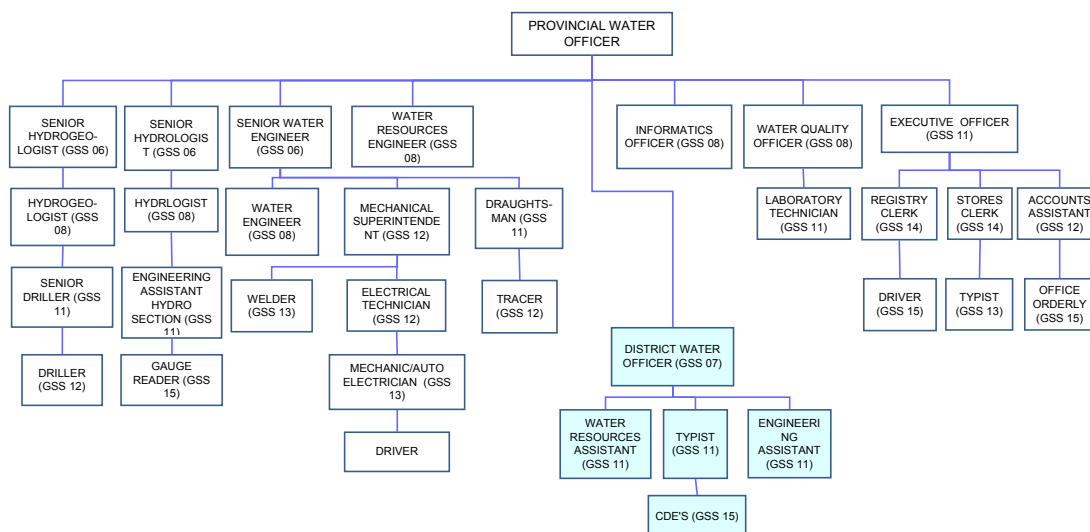 PROVINCIAL WATER
OFFICER
SENIOR
HYDROGEO-
LOGIST (GSS 06)
SENIOR
HYDROLOGIS
T (GSS 06
SENIOR WATER
ENGINEER
(GSS 06)
WATER
RESOURCES
ENGINEER (GSS
08)
INFORMATICS
OFFICER (GSS 08)
WATER QUALITY
OFFICER (GSS 08)
EXECUTIVE OFFICER
(GSS 11)
HYDROGEO-
LOGIST (GSS
08)
HYDRLOGIST
(GSS 08)
WATER
ENGINEER
(GSS 08)
MECHANICAL
SUPERINTENDE
NT (GSS 12)
DRAUGHTS-
MAN (GSS
11)
LABORATORY
TECHNICIAN
(GSS 11)
REGISTRY
CLERK (GSS
14)
STORES
CLERK
(GSS 14)
ACCOUNTS
ASSISTANT
(GSS 12)
SENIOR
DRILLER (GSS
11)
ENGINEERING
ASSISTANT
HYDRO
SECTION (GSS
11)
WELDER
(GSS 13)
ELECTRICAL
TECHNICIAN
(GSS 12)
TRACER
(GSS 12)
DRIVER
(GSS 15)
TYPIST
(GSS 13)
OFFICE
ORDERLY
(GSS 15)
DRILLER
(GSS 12)
GAUGE
READER (GSS
15)
MECHANIC/AUTO
ELECTRICIAN (GSS
13)
DISTRICT WATER
OFFICER (GSS 07)
DRIVER
WATER
RESOURCES
ASSISTANT
(GSS 11)
TYPIST
(GSS 11)
ENGINEERI
NG
ASSISTANT
(GSS 11)
CDE'S (GSS 15)